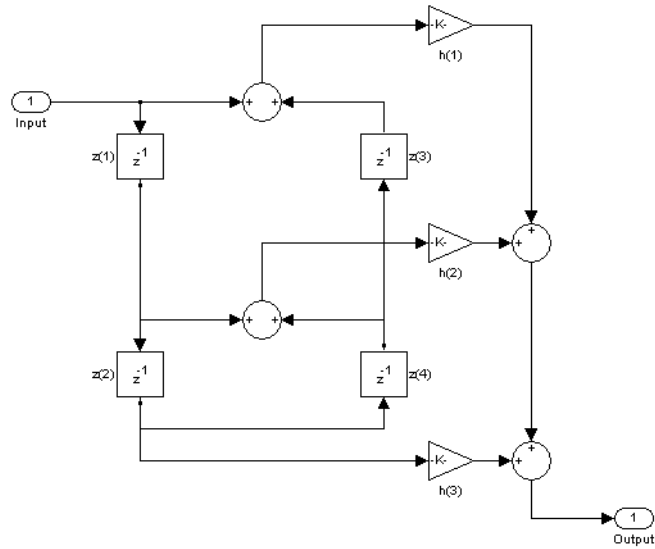 -K-
h(1)
1
Input
+ +
z(1) z⁻¹ z⁻¹ z(3)
+
-K- +
h(2)
+ +
z(2) z⁻¹ z⁻¹ z(4)
+
-K- +
h(3)
1
Output